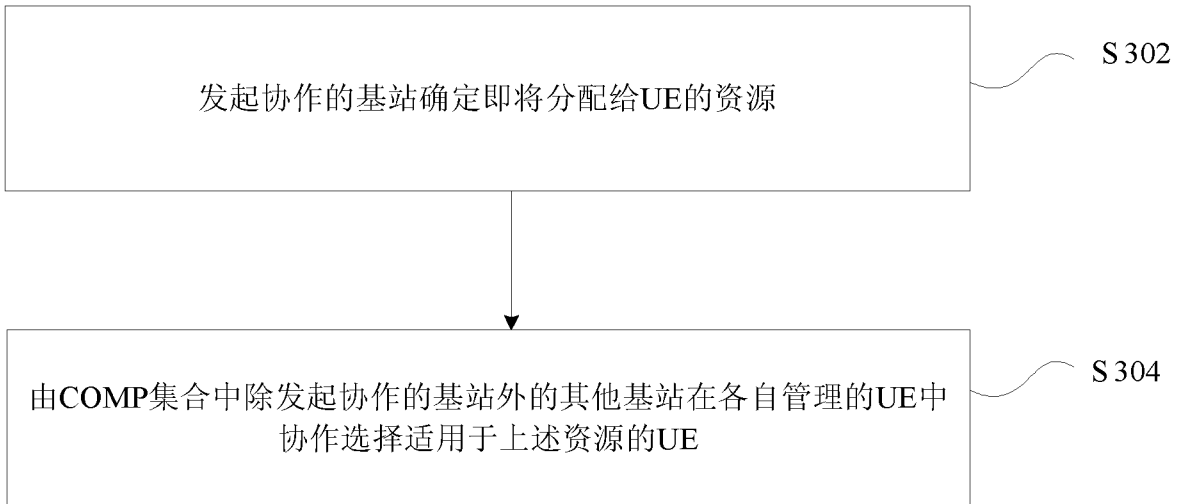 发起协作的基站确定即将分配给UE的资源
S302
由COMP集合中除发起协作的基站外的其他基站在各自管理的UE中
协作选择适用于上述资源的UE
S304